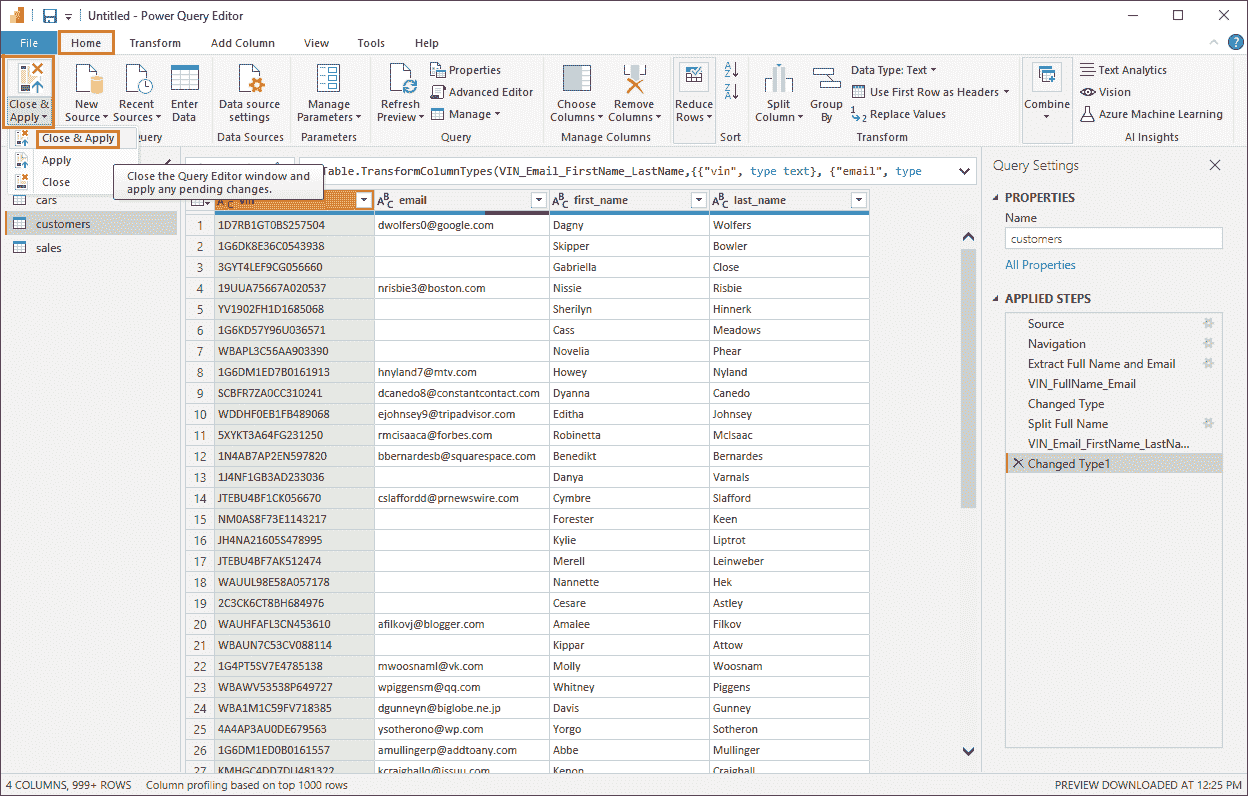 Untitled - Power Query Editor
File Home Transform Add Column View Tools Help
Close & Apply
New Source
Recent Sources
Enter Data
Data source settings
Manage Parameters
Refresh Preview
Properties
Advanced Editor
Manage
Choose Columns
Remove Columns
Reduce Rows
Split Column
Group By
Data Type: Text
Use First Row as Headers
Replace Values
Combine
Text Analytics
Vision
Azure Machine Learning
Query Data Sources Parameters Query Manage Columns Sort Transform AI Insights
Close & Apply
Apply
Close
Close the Query Editor window and
apply any pending changes.
cars
customers
sales
Table.TransformColumnTypes(VIN_Email_FirstName_LastName,{{"vin", type text}, {"email", type
vin email first_name last_name
1 1D7RB1GT0BS257504 dwolfers0@google.com Dagny Wolfers
2 1G6DK8E36C0543938 Skipper Bowler
3 3GYT4LEF9CG056660 Gabriella Close
4 19UUA75667A020537 nrisbie3@boston.com Nissie Risbie
5 YV1902FH1D1685068 Sherilyn Hinnerk
6 1G6KD57Y96U036571 Cass Meadows
7 WBAPL3C56AA903390 Novelia Phear
8 1G6DM1ED7B0161913 hnyland7@mtv.com Howey Nyland
9 SCBFR7ZA0CC310241 dcanedo8@constantcontact.com Dyanna Canedo
10 WDDHF0EB1FB489068 ejohnsey9@tripadvisor.com Editha Johnsey
11 5XYKT3A64FG231250 rmcisaaca@forbes.com Robinetta McIsaac
12 1N4AB7AP2EN597820 bbernardesb@squarespace.com Benedikt Bernardes
13 1J4NF1GB3AD233036 Danya Varnals
14 JTEBU4BF1CK056670 cslaffordd@prnewswire.com Cymbre Slafford
15 NM0AS8F73E1143217 Forester Keen
16 JH4NA21605S478995 Kylie Liptrot
17 JTEBU4BF7AK512474 Merell Leinweber
18 WAUUL98E58A057178 Nannette Hek
19 2C3CK6CT8BH684976 Cesare Astley
20 WAUHFAFL3CN453610 afilkovj@blogger.com Amalee Filkov
21 WBAUN7C53CV088114 Kippar Attow
22 1G4PT5SV7E4785138 mwoosnaml@vk.com Molly Woosnam
23 WBAWV53538P649727 wpiggensm@qq.com Whitney Piggens
24 WBA1M1C59FV718385 dgunneyn@biglobe.ne.jp Davis Gunney
25 4A4AP3AU0DE679563 ysotherono@wp.com Yorgo Sotheron
26 1G6DM1ED0B0161557 amullingerp@addtoany.com Abbe Mullinger
27 KMHGC4DD7DU481322 kcraighallq@issuu.com Kenon Craighall
Query Settings
PROPERTIES
Name
customers
All Properties
APPLIED STEPS
Source
Navigation
Extract Full Name and Email
VIN_FullName_Email
Changed Type
Split Full Name
VIN_Email_FirstName_LastNa...
Changed Type1
4 COLUMNS, 999+ ROWS Column profiling based on top 1000 rows PREVIEW DOWNLOADED AT 12:25 PM